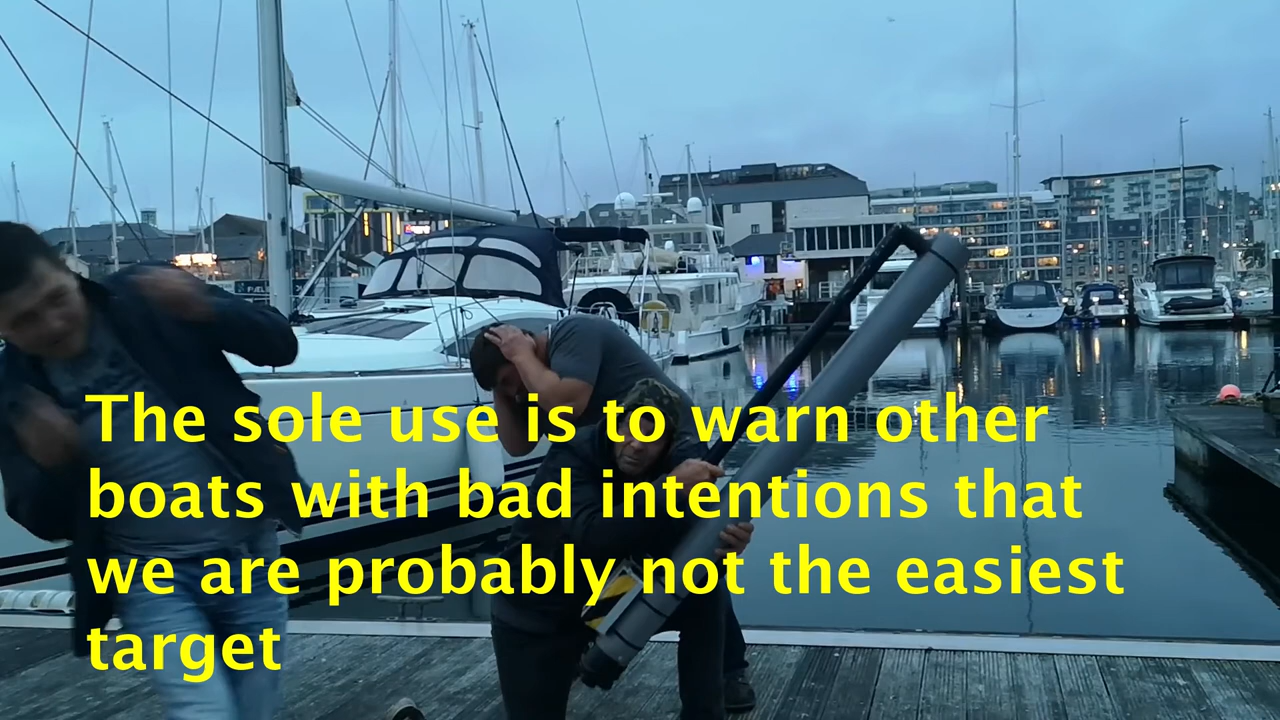 The sole use is to warn other
boats with bad intentions that
we are probably not the easiest
target